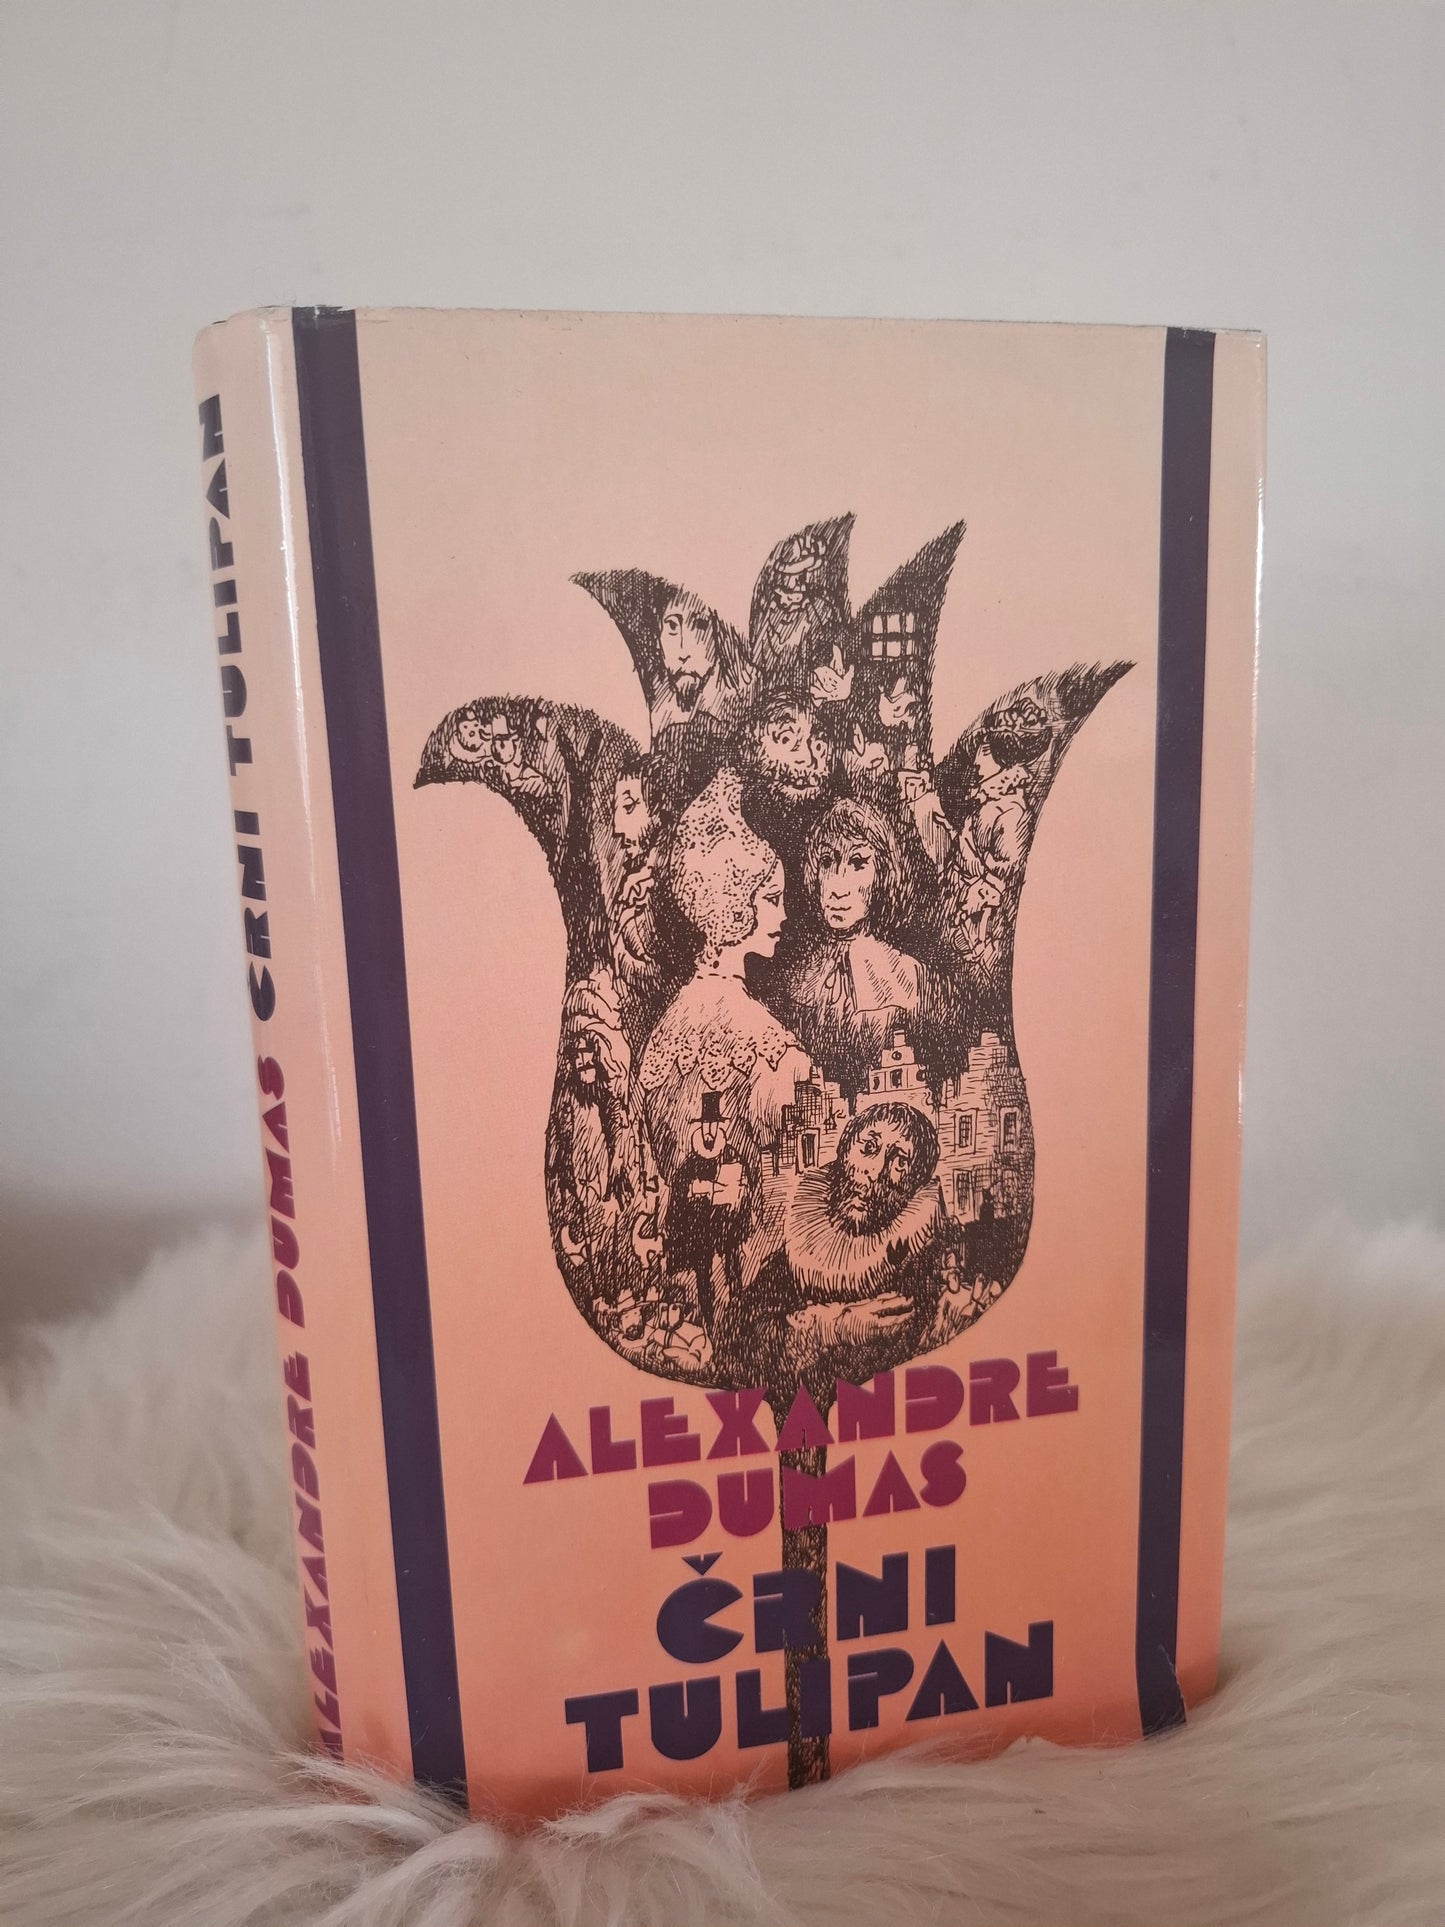 ALEXANDRE DUMAS ČRNI TULIPAN
ALEXANDRE
DUMAS
ČRNI
TULIPAN